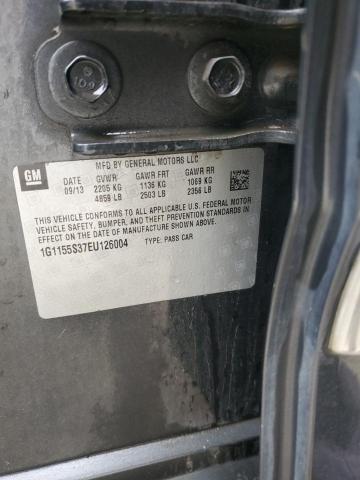 109
GM
MFD BY GENERAL MOTORS LLC
DATE GVWR GAWR FRT GAWR RR
09/13 2205 KG 1136 KG 1069 KG
4859 LB 2503 LB 2356 LB
THIS VEHICLE CONFORMS TO ALL APPLICABLE U.S. FEDERAL MOTOR
VEHICLE SAFETY, BUMPER, AND THEFT PREVENTION STANDARDS IN
EFFECT ON THE DATE OF MANUFACTURE SHOWN ABOVE.
1G1155S37EU126004 TYPE: PASS CAR